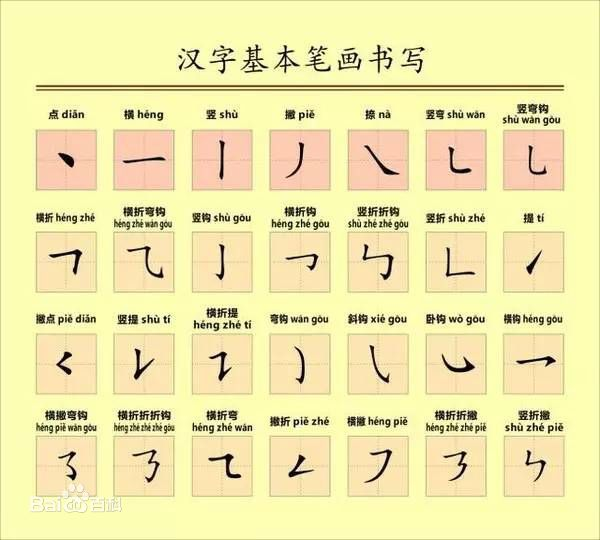 汉字基本笔画书写
点 diǎn 横 héng 竖 shù 撇 piě 捺 nà 竖弯 shù wān 竖弯钩
shù wān gōu
横折 héng zhé 横折弯钩
héng zhé wān gōu 竖钩 shù gōu 横折钩
héng zhé gōu 竖折折钩
shù zhé zhé gōu 竖折 shù zhé 提 tí
撇点 piě diǎn 竖提 shù tí 横折提
héng zhé tí 弯钩 wān gōu 斜钩 xié gōu 卧钩 wò gōu 横钩 héng gōu
横撇弯钩
héng piě wān gōu 横折折折钩
héng zhé zhé zhé gōu 横折弯
héng zhé wān 撇折 piě zhé 横撇 héng piě 横折折撇
héng zhé zhé piě 竖折撇
shù zhé piě
Bai百科